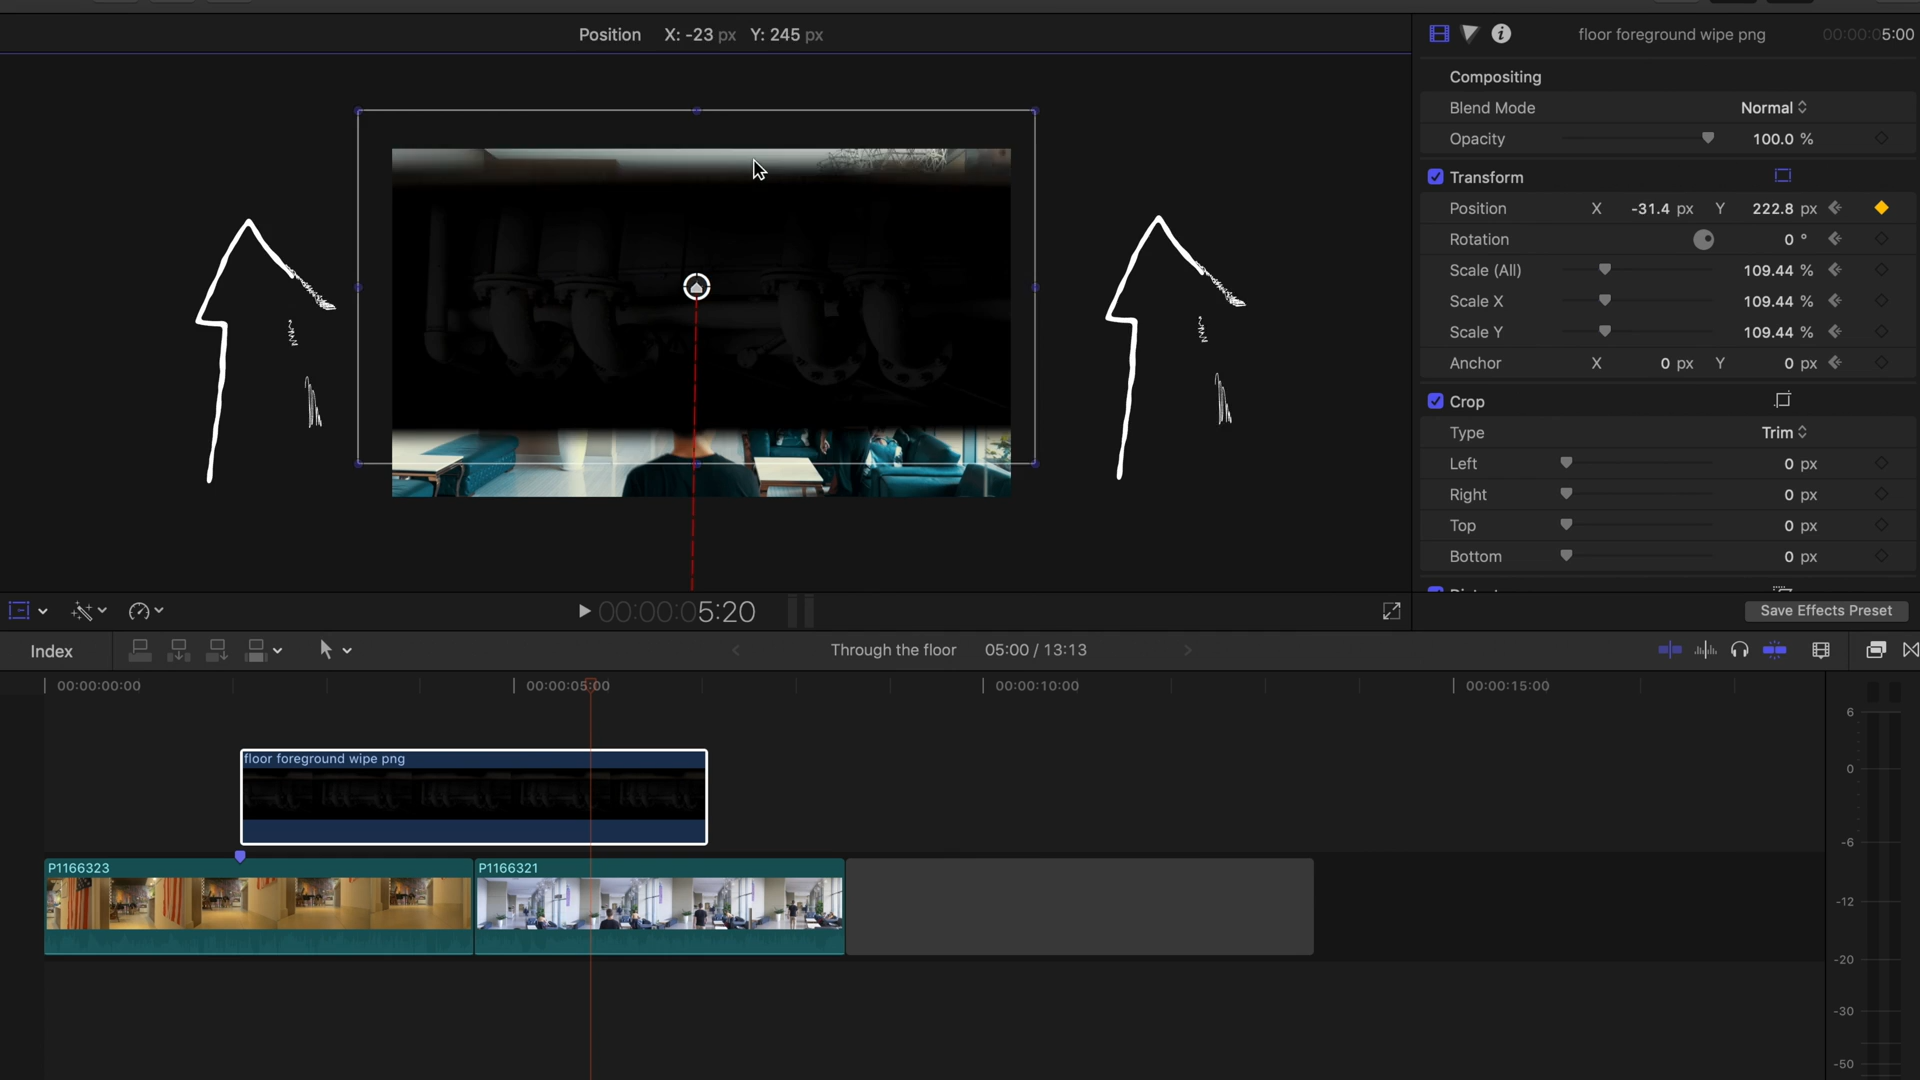 Position X: -23 px Y: 245 px
floor foreground wipe png 00:00:05:00
Compositing
Blend Mode Normal
Opacity 100.0 %
Transform
Position X -31.4 px Y 222.8 px
Rotation 0 °
Scale (All) 109.44 %
Scale X 109.44 %
Scale Y 109.44 %
Anchor X 0 px Y 0 px
Crop
Type Trim
Left 0 px
Right 0 px
Top 0 px
Bottom 0 px
00:00:05:20
Save Effects Preset
Index
Through the floor 05:00 / 13:13
00:00:00:00 00:00:05:00 00:00:10:00 00:00:15:00
floor foreground wipe png
P1166323 P1166321
6
0
-6
-12
-20
-30
-50